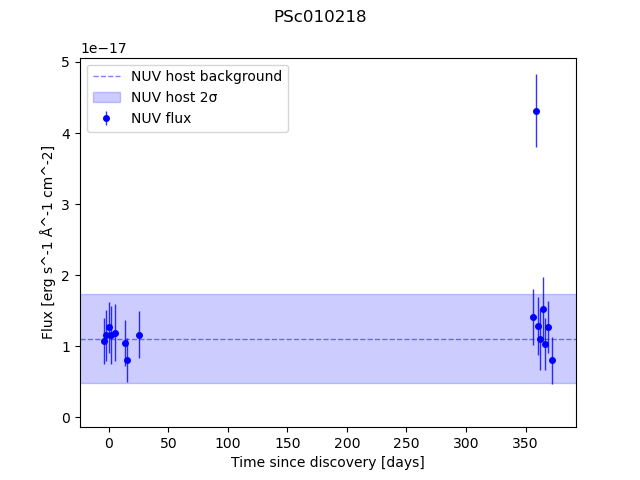 PSc010218
1e−17
NUV host background
NUV host 2σ
NUV flux
5
4
3
2
1
0
Flux [erg s^-1 Å^-1 cm^-2]
0 50 100 150 200 250 300 350
Time since discovery [days]